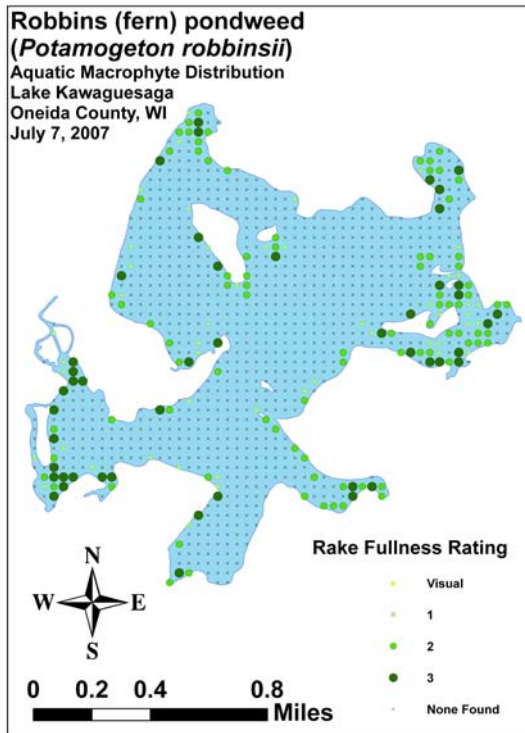 Robbins (fern) pondweed
(Potamogeton robbinsii)
Aquatic Macrophyte Distribution
Lake Kawaguesaga
Oneida County, WI
July 7, 2007
Rake Fullness Rating
Visual
1
2
3
None Found
N
W E
S
0 0.2 0.4 0.8
Miles